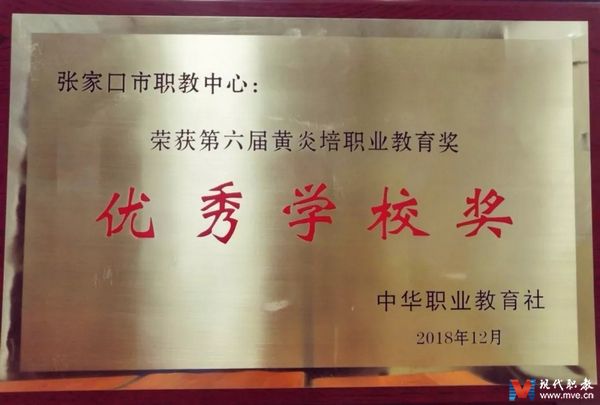 张家口市职教中心：
荣获第六届黄炎培职业教育奖
优秀学校奖
中华职业教育社
2018年12月
现代职教
www.mve.cn